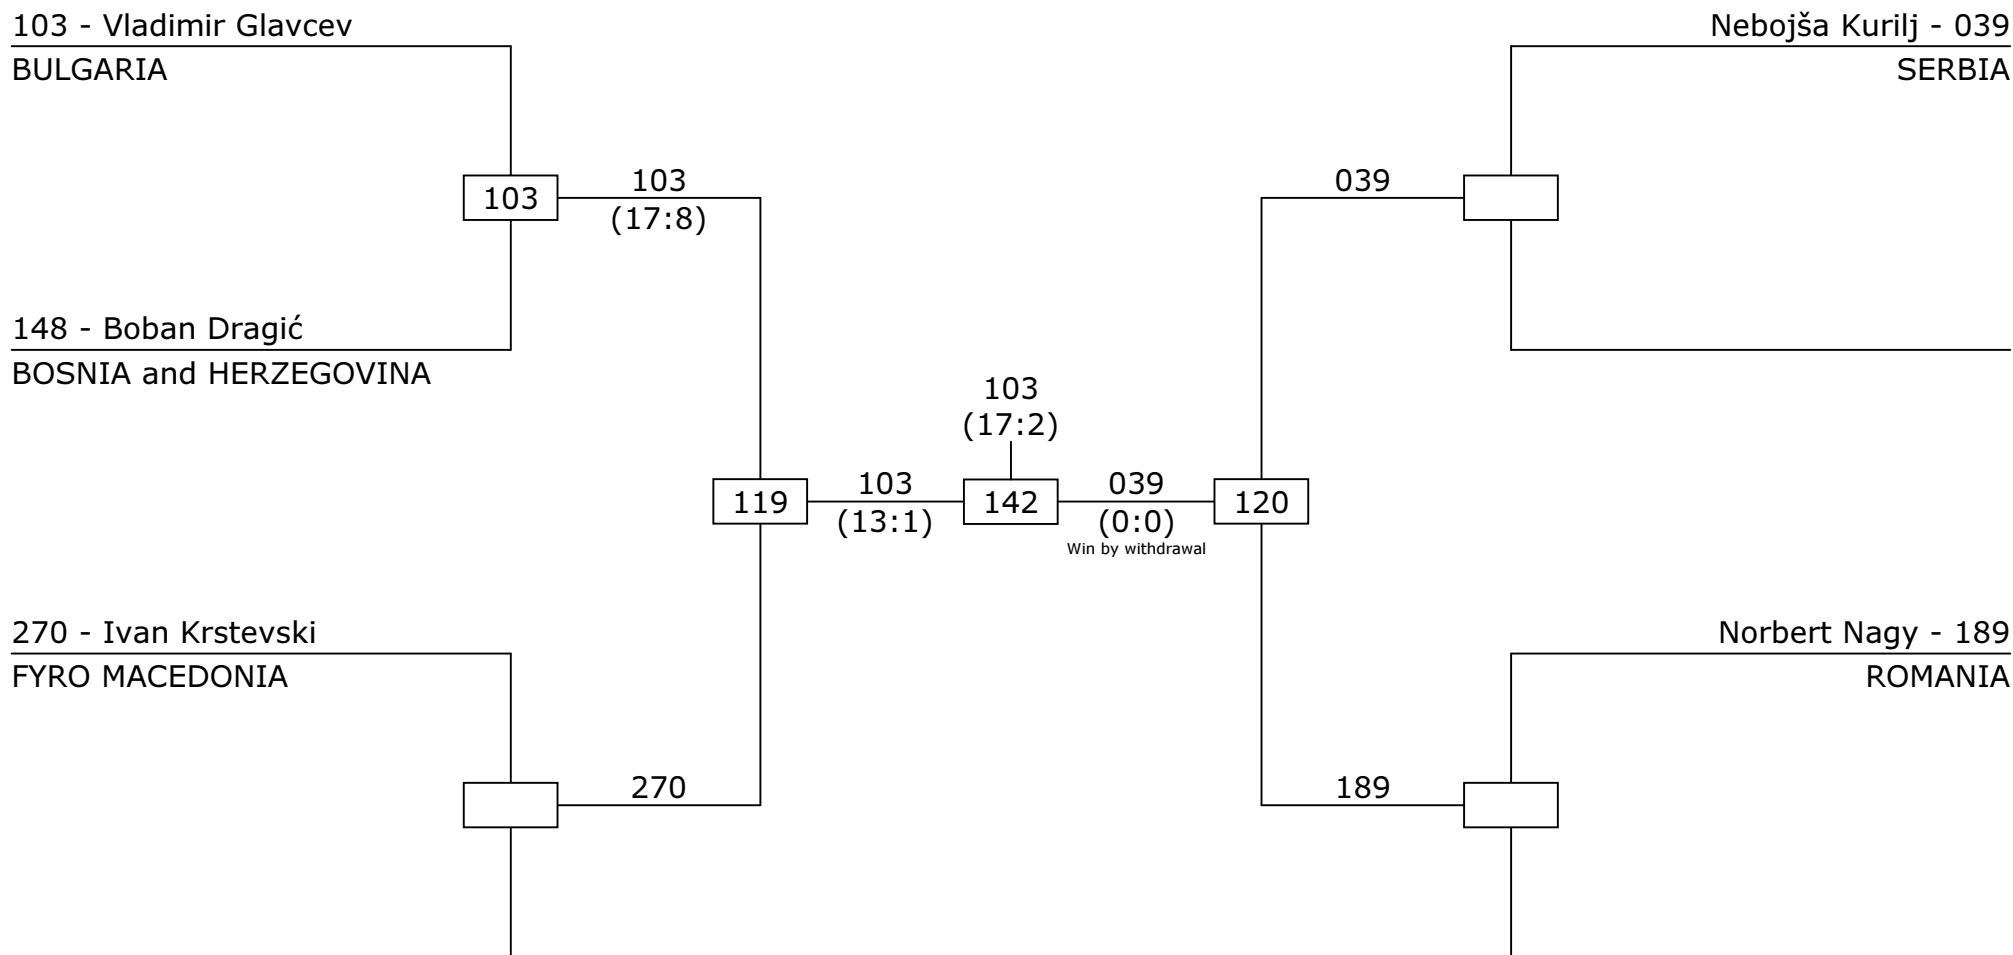 103 - Vladimir Glavcev
BULGARIA
Nebojša Kurilj - 039
SERBIA
103
103
(17:8)
039
148 - Boban Dragić
BOSNIA and HERZEGOVINA
103
(17:2)
119
103
(13:1)
142
039
(0:0)
Win by withdrawal
120
270 - Ivan Krstevski
FYRO MACEDONIA
Norbert Nagy - 189
ROMANIA
270
189